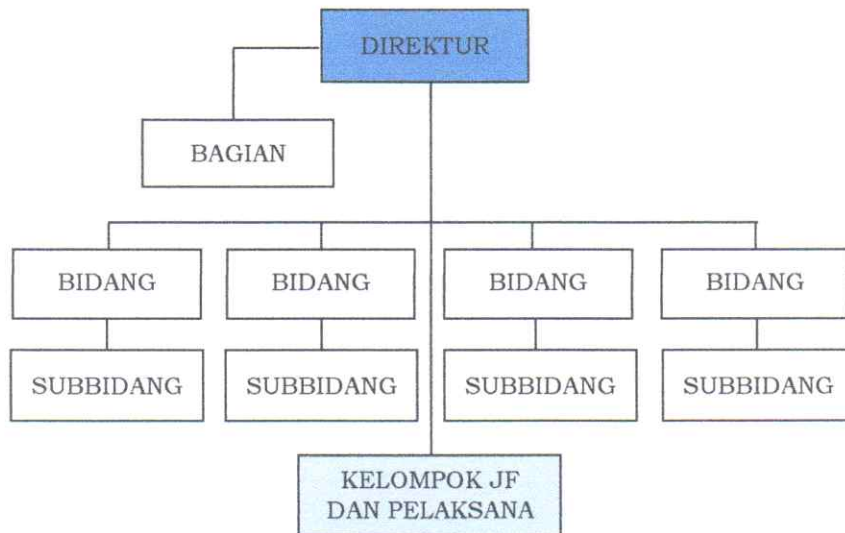 DIREKTUR
BAGIAN
BIDANG
BIDANG
BIDANG
BIDANG
SUBBIDANG
SUBBIDANG
SUBBIDANG
SUBBIDANG
KELOMPOK JF
DAN PELAKSANA